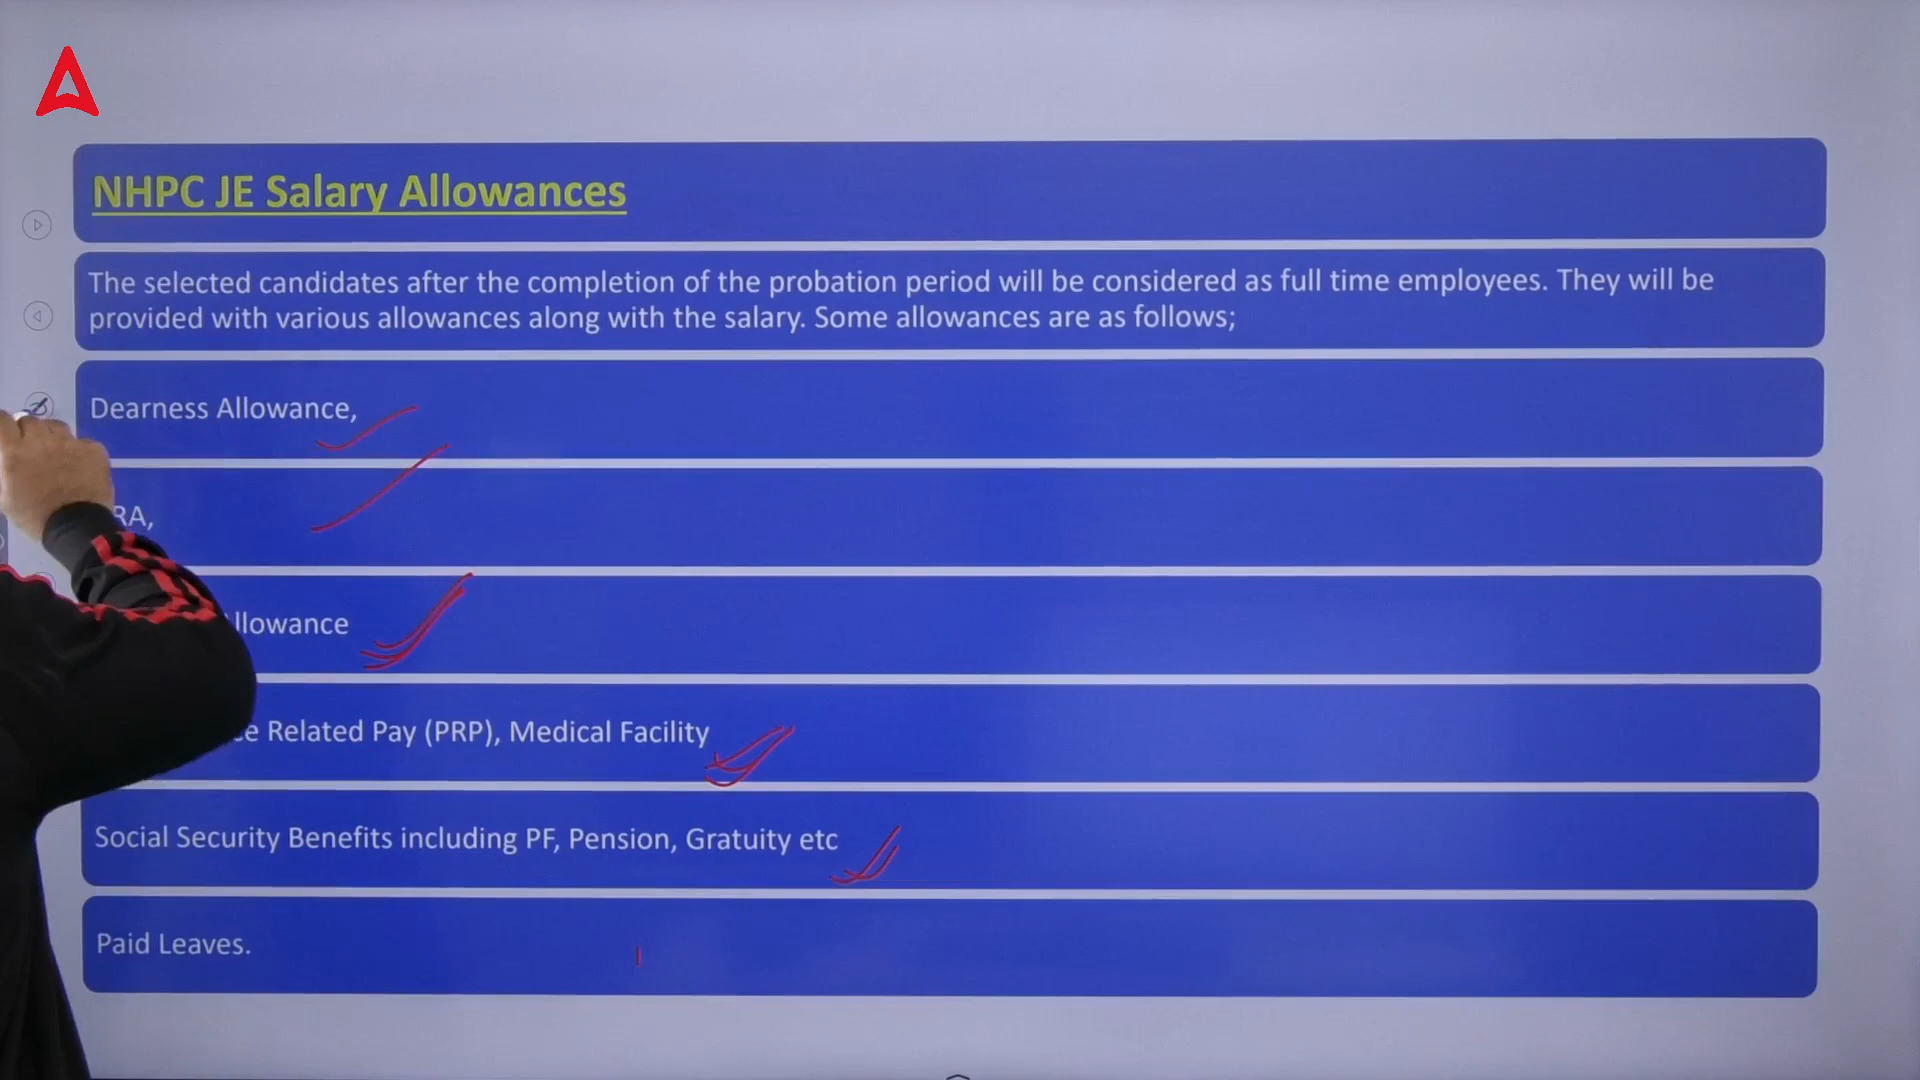 NHPC JE Salary Allowances
The selected candidates after the completion of the probation period will be considered as full time employees. They will be
provided with various allowances along with the salary. Some allowances are as follows;
Dearness Allowance,
RA,
llowance
ce Related Pay (PRP), Medical Facility
Social Security Benefits including PF, Pension, Gratuity etc
Paid Leaves.